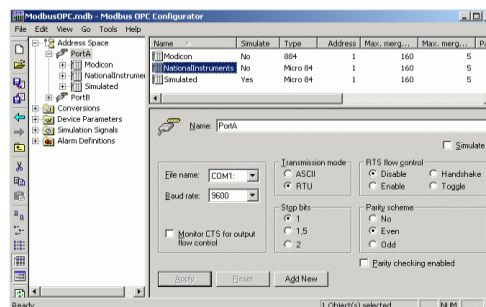 ModbusOPC.mdb - Modbus OPC Configurator
File Edit View Go Tools Help
Address Space
PortA
Modicon
NationalInstrumen
Simulated
PortB
Conversions
Device Parameters
Simulation Signals
Alarm Definitions
Name Simulate Type Address Max. merg... Max. merg...
Modicon No 884 1 160 5
NationalInstruments No Micro 84 1 160 5
Simulated Yes Micro 84 1 160 5
Name: PortA
Simulate
File name: COM1:
Baud rate: 9600
Monitor CTS for output
flow control
Transmission mode
ASCII
RTU
Stop bits
1
1,5
2
RTS flow control
Disable Handshake
Enable Toggle
Parity scheme
No
Even
Odd
Parity checking enabled
Apply Reset Add New
Ready 1 Object(s) selected NUM